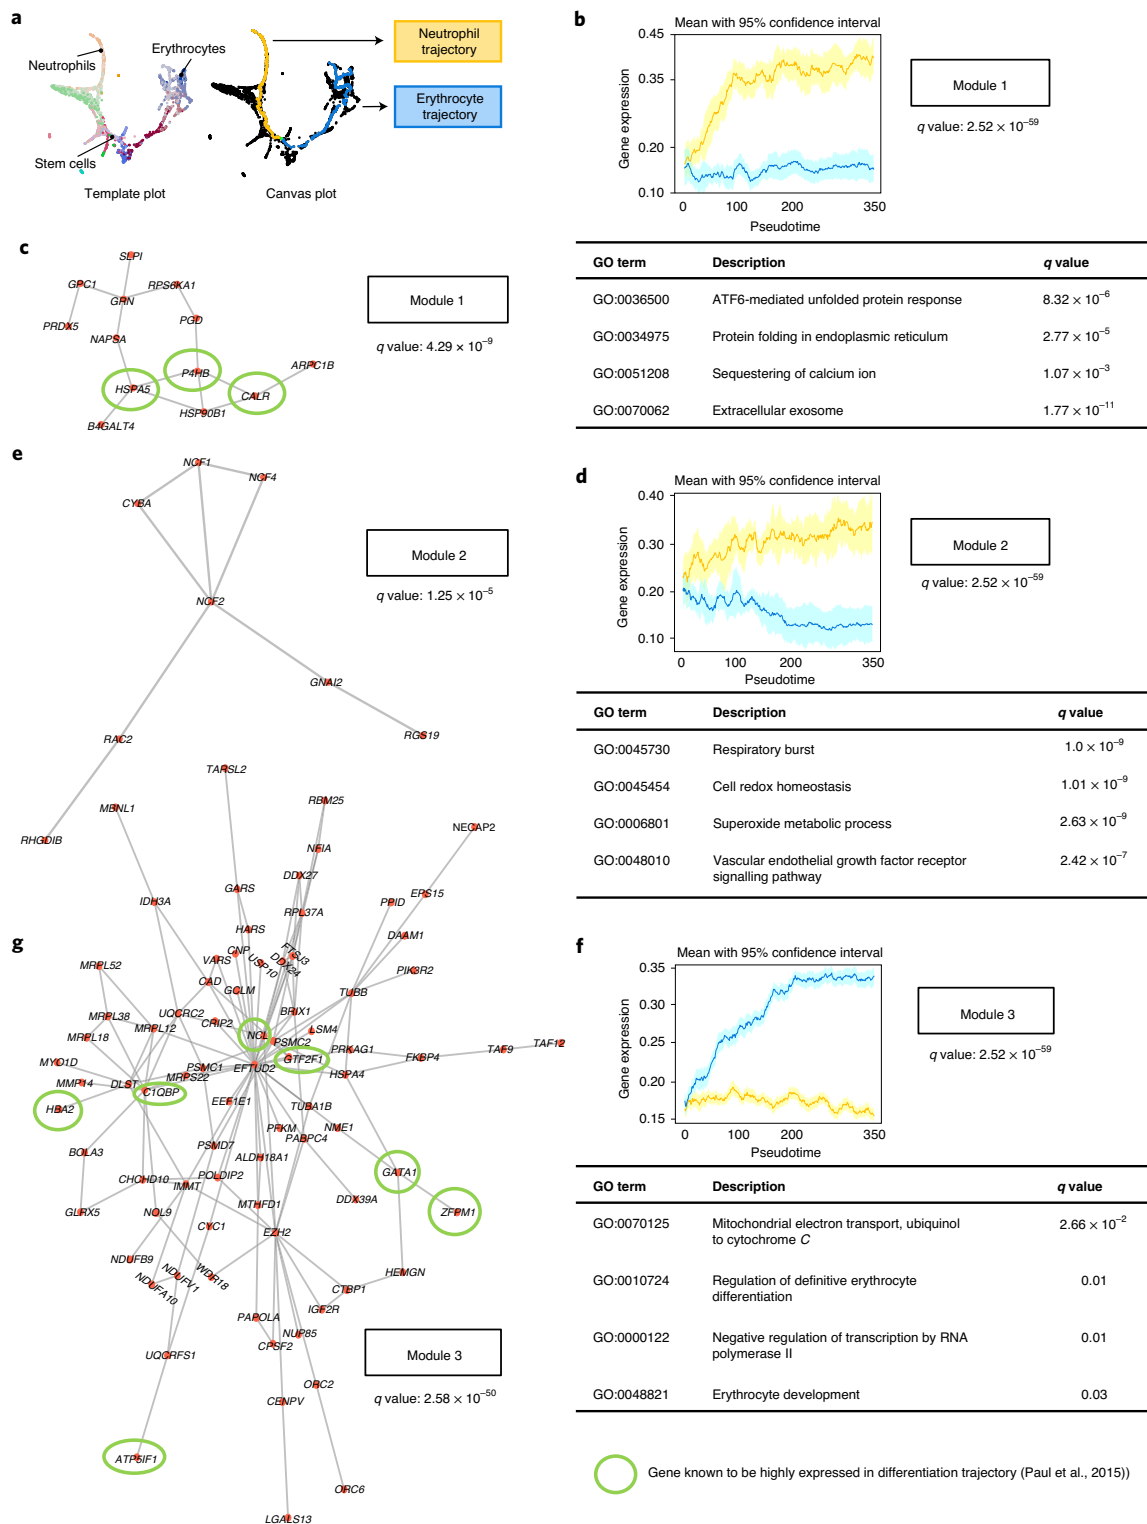 a
Neutrophils
Erythrocytes
Stem cells
Template plot
Canvas plot
Neutrophil
trajectory
Erythrocyte
trajectory
b
Mean with 95% confidence interval
0.45
0.35
0.20
0.10
Gene expression
0
100
200
350
Pseudotime
Module 1
q value: 2.52 × 10⁻⁵⁹
GO term Description q value
GO:0036500 ATF6-mediated unfolded protein response 8.32 × 10⁻⁶
GO:0034975 Protein folding in endoplasmic reticulum 2.77 × 10⁻⁵
GO:0051208 Sequestering of calcium ion 1.07 × 10⁻³
GO:0070062 Extracellular exosome 1.77 × 10⁻¹¹
c
SLPI
GPC1
RPS6KA1
GRN
PRDX5
PGD
NAPSA
ARPC1B
P4HB
HSPA5
CALR
HSP90B1
B4GALT4
Module 1
q value: 4.29 × 10⁻⁹
d
Mean with 95% confidence interval
0.40
0.30
0.20
0.10
Gene expression
0
100
200
350
Pseudotime
Module 2
q value: 2.52 × 10⁻⁵⁹
GO term Description q value
GO:0045730 Respiratory burst 1.0 × 10⁻⁹
GO:0045454 Cell redox homeostasis 1.01 × 10⁻⁹
GO:0006801 Superoxide metabolic process 2.63 × 10⁻⁹
GO:0048010 Vascular endothelial growth factor receptor 2.42 × 10⁻⁷
signalling pathway
e
NCF1
NCF4
CYBA
NCF2
GNAI2
RGS19
RAC2
RHGDIB
Module 2
q value: 1.25 × 10⁻⁵
f
Mean with 95% confidence interval
0.35
0.30
0.20
0.15
Gene expression
0
100
200
350
Pseudotime
Module 3
q value: 2.52 × 10⁻⁵⁹
GO term Description q value
GO:0070125 Mitochondrial electron transport, ubiquinol 2.66 × 10⁻²
to cytochrome C
GO:0010724 Regulation of definitive erythrocyte 0.01
differentiation
GO:0000122 Negative regulation of transcription by RNA 0.01
polymerase II
GO:0048821 Erythrocyte development 0.03
g
TARSL2
MBNL1
RBM25
NECAP2
NFIA
DDX27
GARS
EPS15
IDH3A
PPID
RPL37A
HARS
DAAM1
CNP
FTSJ3
VARS
USP10
DDX24
MRPL52
PIK3R2
CAD
GCLM
TUBB
UQCRC2
BRIX1
MRPL38
CRIP2
MRPL12
LSM4
NCL
MRPL18
PSMC2
TAF12
PRKAG1
TAF9
GTF2F1
FKBP4
MYO1D
PSMC1
EFTUD2
MRPS22
HSPA4
MMP14
DLST
C1QBP
HBA2
EEF1E1
TUBA1B
PFKM
NME1
PABPC4
PSMD7
BOLA3
ALDH18A1
GATA1
CHCHD10
POLDIP2
IMMT
DDX39A
MTHFD1
GLRX5
NOL9
ZFPM1
CYC1
EZH2
NDUFB9
HEMGN
NDUFV1
WDR18
NDUFA10
CTBP1
IGF2R
PAPOLA
NUP85
CPSF2
UQCRFS1
ORC2
CENPV
ATP5IF1
ORC6
LGALS13
Module 3
q value: 2.58 × 10⁻⁵⁰
Gene known to be highly expressed in differentiation trajectory (Paul et al., 2015))